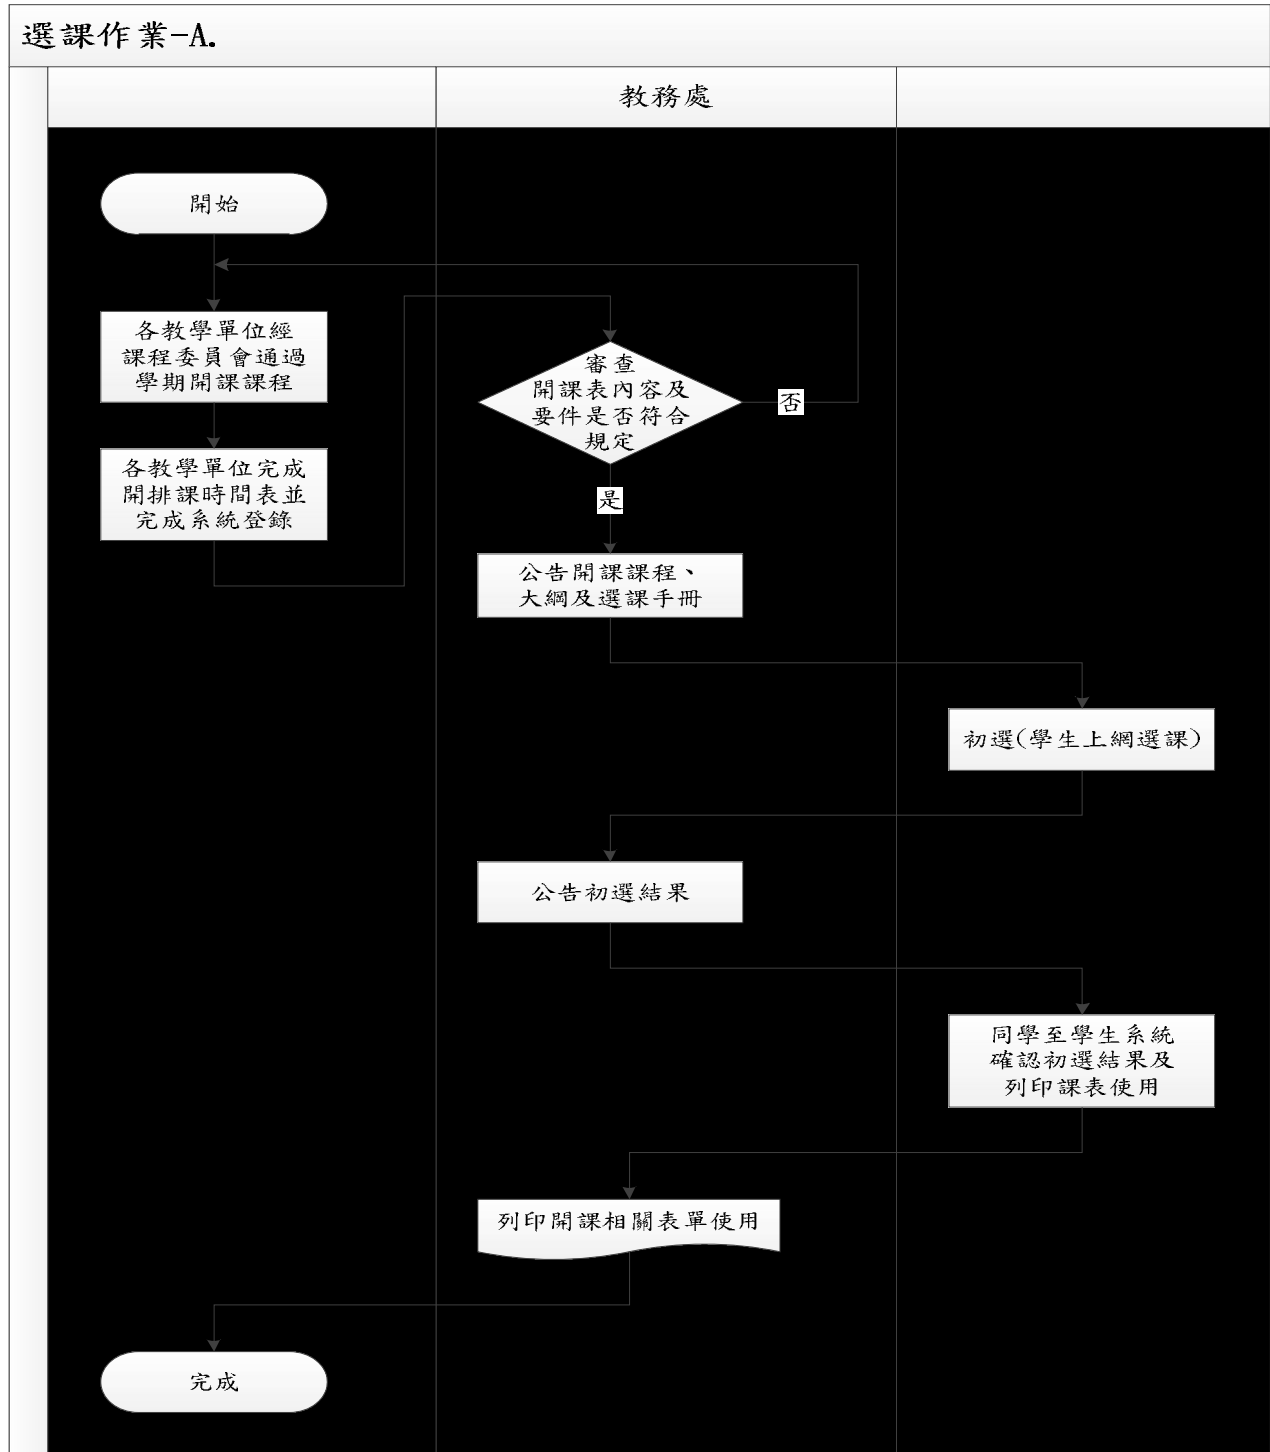 選課作業-A.
教務處
開始
各教學單位經
課程委員會通過
學期開課課程
各教學單位完成
開排課時間表並
完成系統登錄
審查
開課表內容及
要件是否符合
規定
否
是
公告開課課程、
大綱及選課手冊
初選(學生上網選課)
公告初選結果
同學至學生系統
確認初選結果及
列印課表使用
列印開課相關表單使用
完成